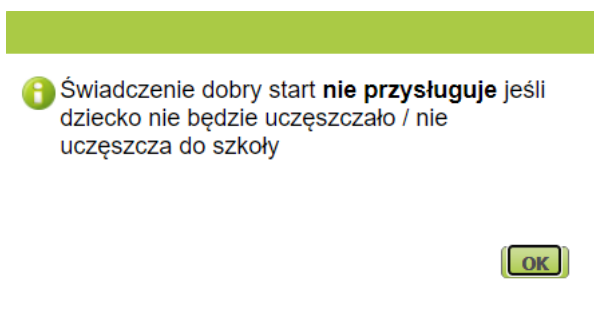 Świadczenie dobry start nie przysługuje jeśli
dziecko nie będzie uczęszczało / nie
uczęszcza do szkoły
OK